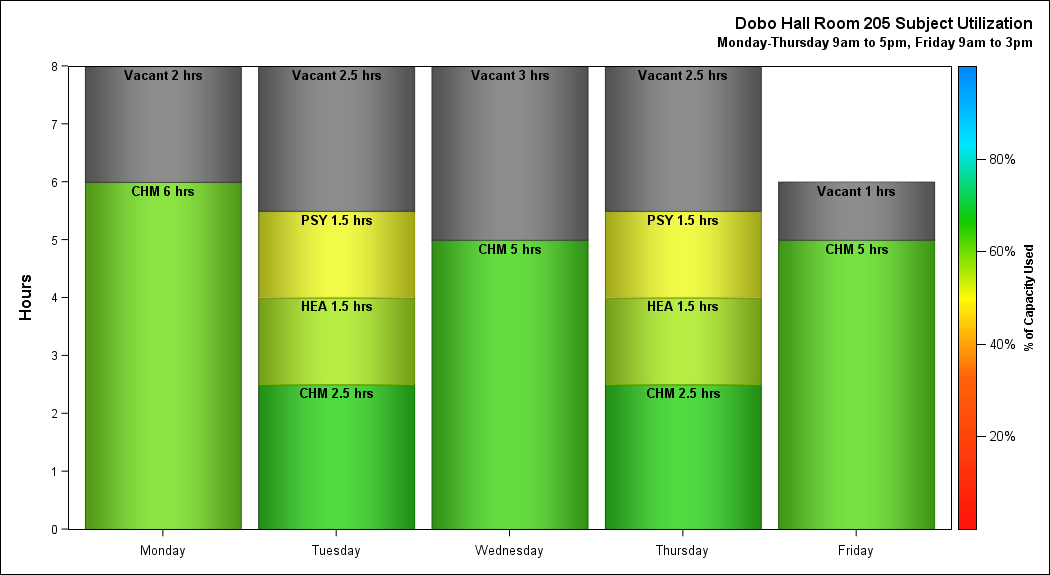 Dobo Hall Room 205 Subject Utilization
Monday-Thursday 9am to 5pm, Friday 9am to 3pm
Hours
8
7
6
5
4
3
2
1
0
Vacant 2 hrs
CHM 6 hrs
Vacant 2.5 hrs
PSY 1.5 hrs
HEA 1.5 hrs
CHM 2.5 hrs
Vacant 3 hrs
CHM 5 hrs
Vacant 2.5 hrs
PSY 1.5 hrs
HEA 1.5 hrs
CHM 2.5 hrs
Vacant 1 hrs
CHM 5 hrs
Monday
Tuesday
Wednesday
Thursday
Friday
80%
60%
40%
20%
% of Capacity Used